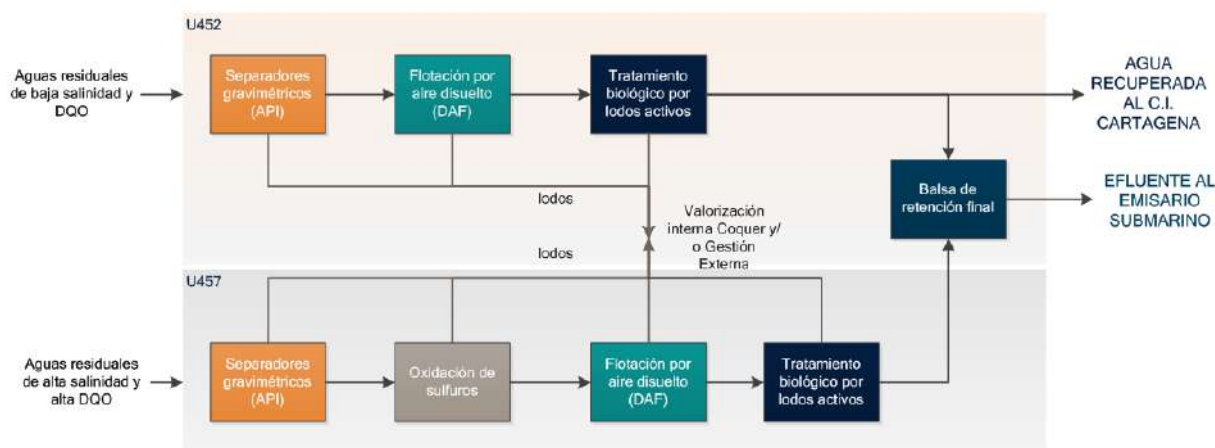 U452
Aguas residuales
de baja salinidad y
DQO
Separadores
gravimétricos
(API)
Flotación por
aire disuelto
(DAF)
Tratamiento
biológico por
lodos activos
AGUA
RECUPERADA
AL C.I.
CARTAGENA
Balsa de
retención final
EFLUENTE AL
EMISARIO
SUBMARINO
lodos
Valorización
interna Coquer y/
o Gestión
Externa
lodos
U457
Aguas residuales
de alta salinidad y
alta DQO
Separadores
gravimétricos
(API)
Oxidación de
sulfuros
Flotación por
aire disuelto
(DAF)
Tratamiento
biológico por
lodos activos